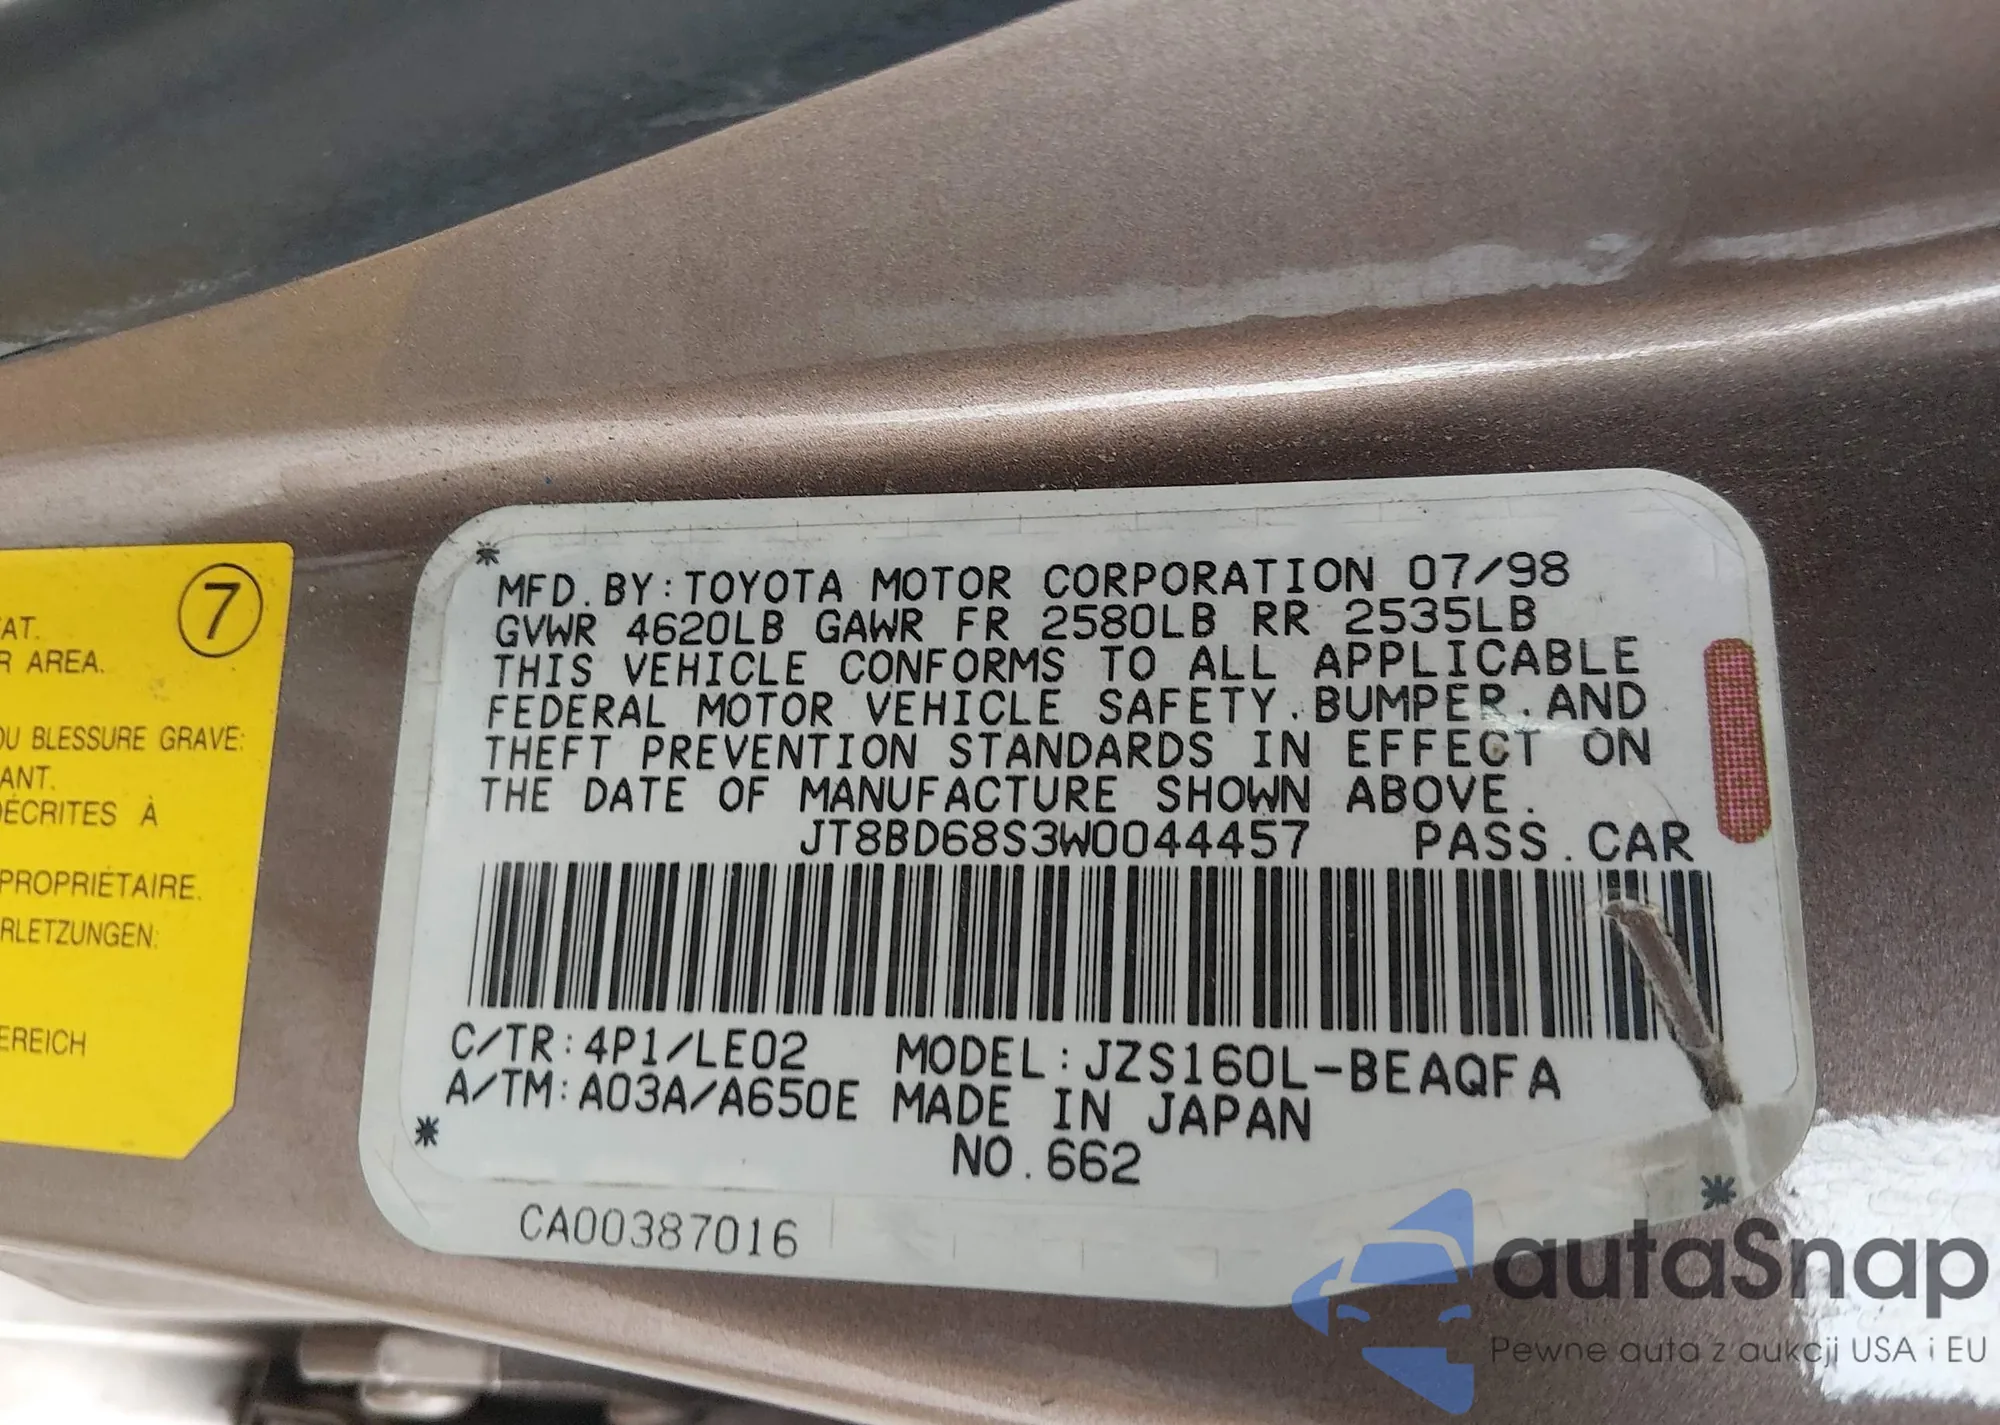 7
AT.
R AREA.
OU BLESSURE GRAVE:
ANT.
DÉCRITES À
PROPRIÉTAIRE.
RLETZUNGEN:
EREICH
MFD. BY:TOYOTA MOTOR CORPORATION 07/98
GVWR 4620LB GAWR FR 2580LB RR 2535LB
THIS VEHICLE CONFORMS TO ALL APPLICABLE
FEDERAL MOTOR VEHICLE SAFETY.BUMPER.AND
THEFT PREVENTION STANDARDS IN EFFECT ON
THE DATE OF MANUFACTURE SHOWN ABOVE.
JT8BD68S3W0044457 PASS.CAR
C/TR:4P1/LE02 MODEL:JZS160L-BEAQFA
A/TM:A03A/A650E MADE IN JAPAN
NO.662
CA00387016
autaSnap
Pewne auta z aukcji USA i EU